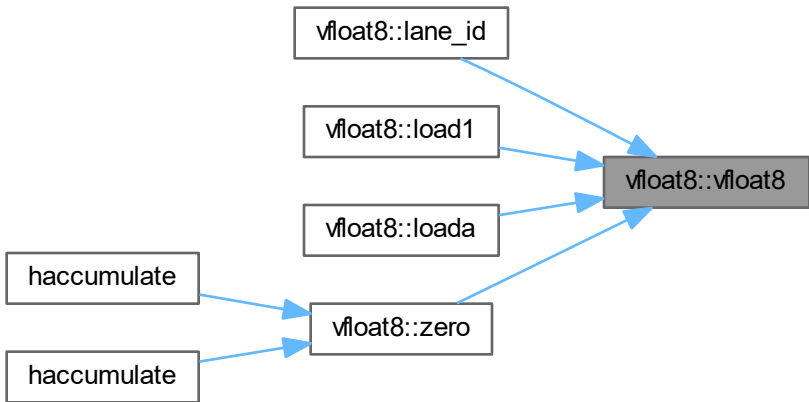 vfloat8::lane_id
vfloat8::load1
vfloat8::vfloat8
vfloat8::loada
haccumulate
vfloat8::zero
haccumulate